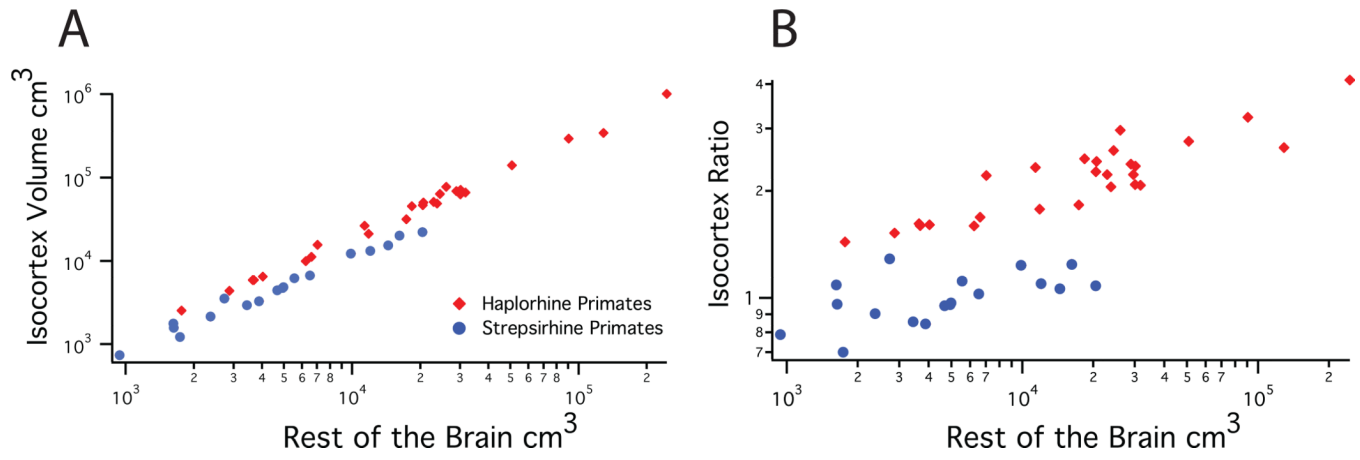 A
Isocortex Volume cm3
10^6
10^5
10^4
10^3
Haplorhine Primates
Strepsirhine Primates
10^3 2 3 4 5 6 7 8 10^4 2 3 4 5 6 7 8 10^5 2
Rest of the Brain cm3
B
Isocortex Ratio
4
3
2
1
9
8
7
10^3 2 3 4 5 6 7 10^4 2 3 4 5 6 7 10^5 2
Rest of the Brain cm3